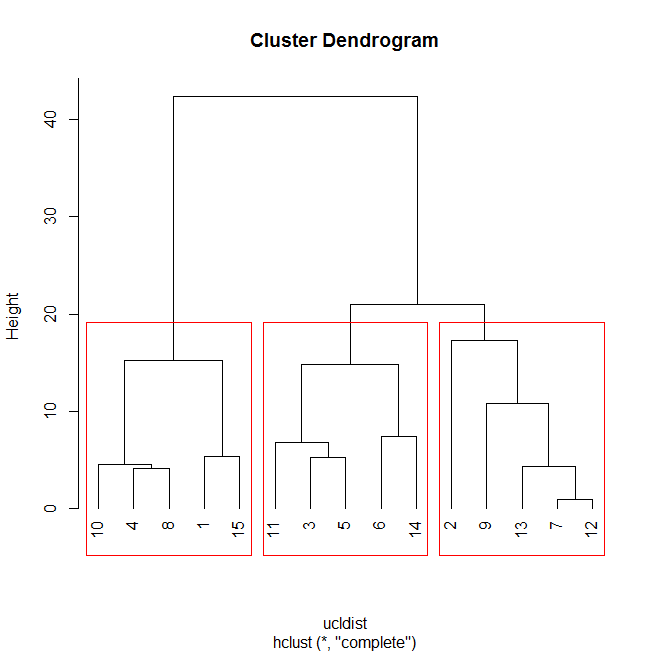 Cluster Dendrogram
Height
40
30
20
10
0
10 4 8 1 15 11 3 5 6 14 2 9 13 7 12
ucldist
hclust (*, "complete")